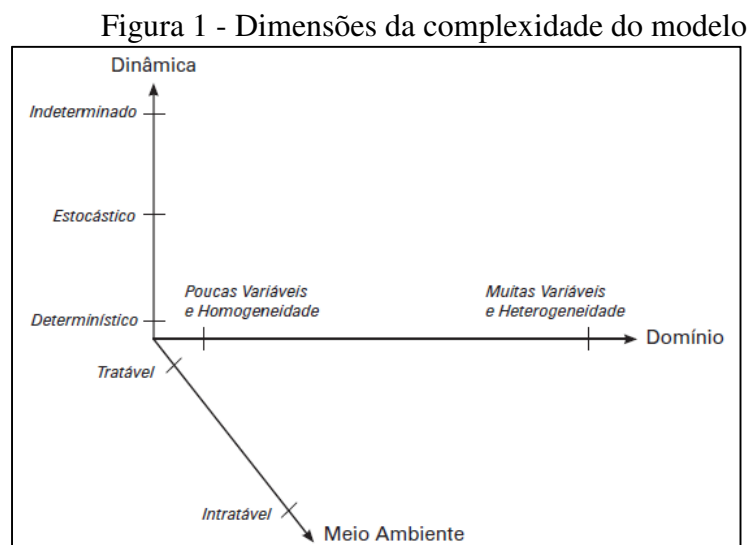 Figura 1 - Dimensões da complexidade do modelo
Dinâmica
Indeterminado
Estocástico
Determinístico
Poucas Variáveis
e Homogeneidade
Muitas Variáveis
e Heterogeneidade
Domínio
Tratável
Intratável
Meio Ambiente